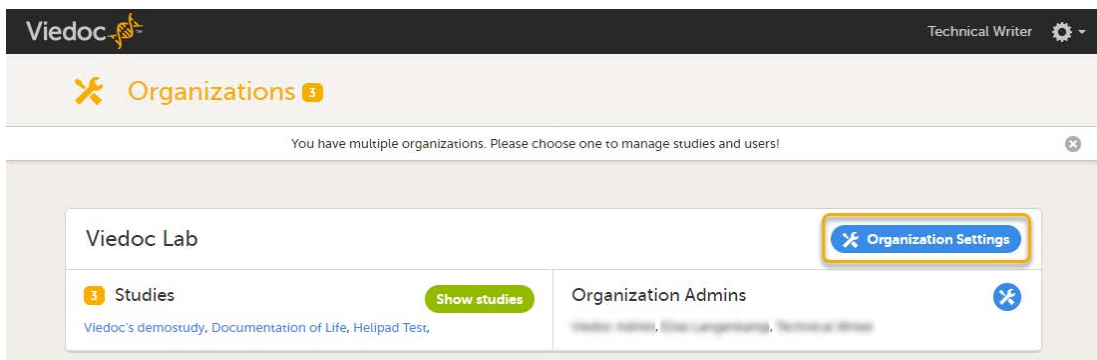 Viedoc
Technical Writer
Organizations 3
You have multiple organizations. Please choose one to manage studies and users!
Viedoc Lab
Organization Settings
3 Studies
Show studies
Viedoc's demostudy, Documentation of Life, Helipad Test,
Organization Admins